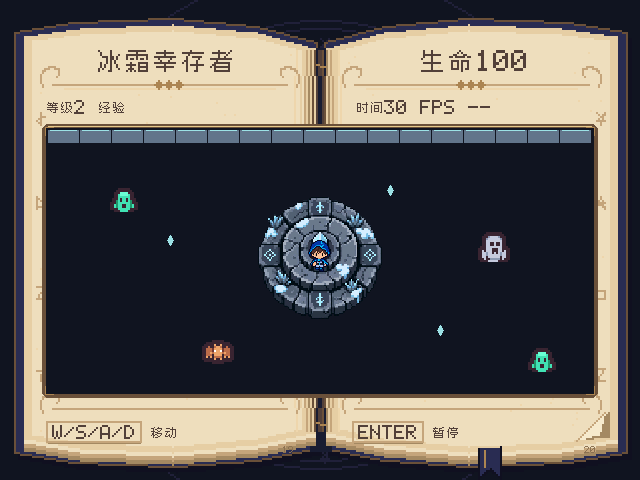 冰霜幸存者
生命100
等级2 经验
时间30 FPS --
W/S/A/D 移动
ENTER 暂停